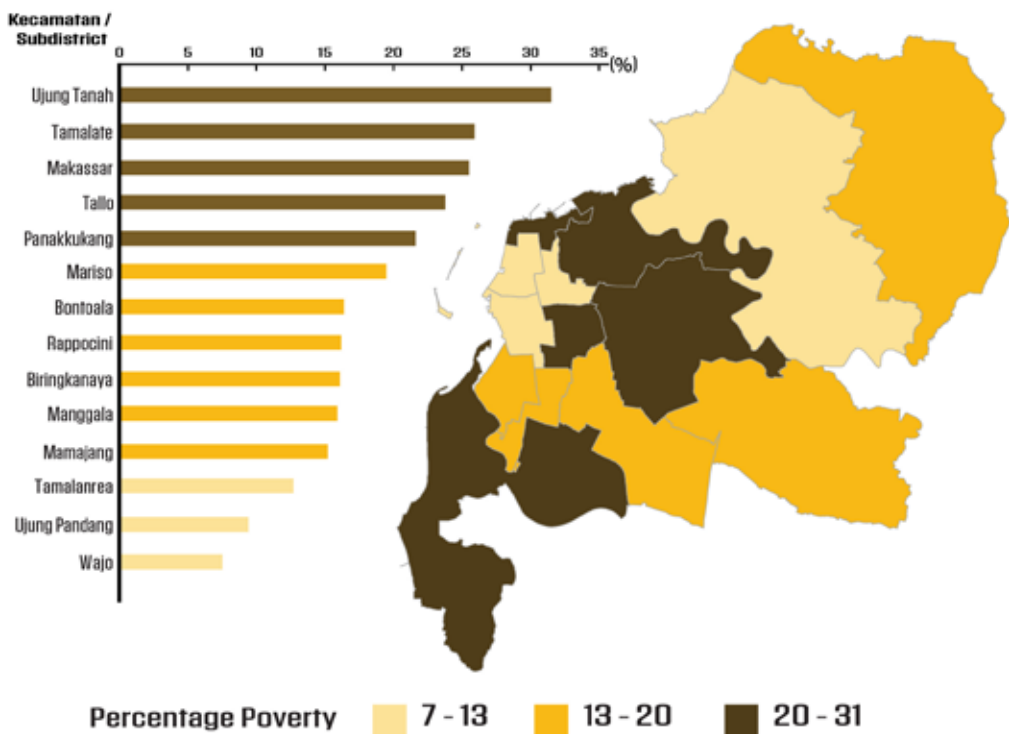 Kecamatan /
Subdistrict
0 5 10 15 20 25 30 35 (%)
Ujung Tanah
Tamalate
Makassar
Tallo
Panakkukang
Mariso
Bontoala
Rappocini
Biringkanaya
Manggala
Mamajang
Tamalanrea
Ujung Pandang
Wajo
Percentage Poverty 7 - 13 13 - 20 20 - 31